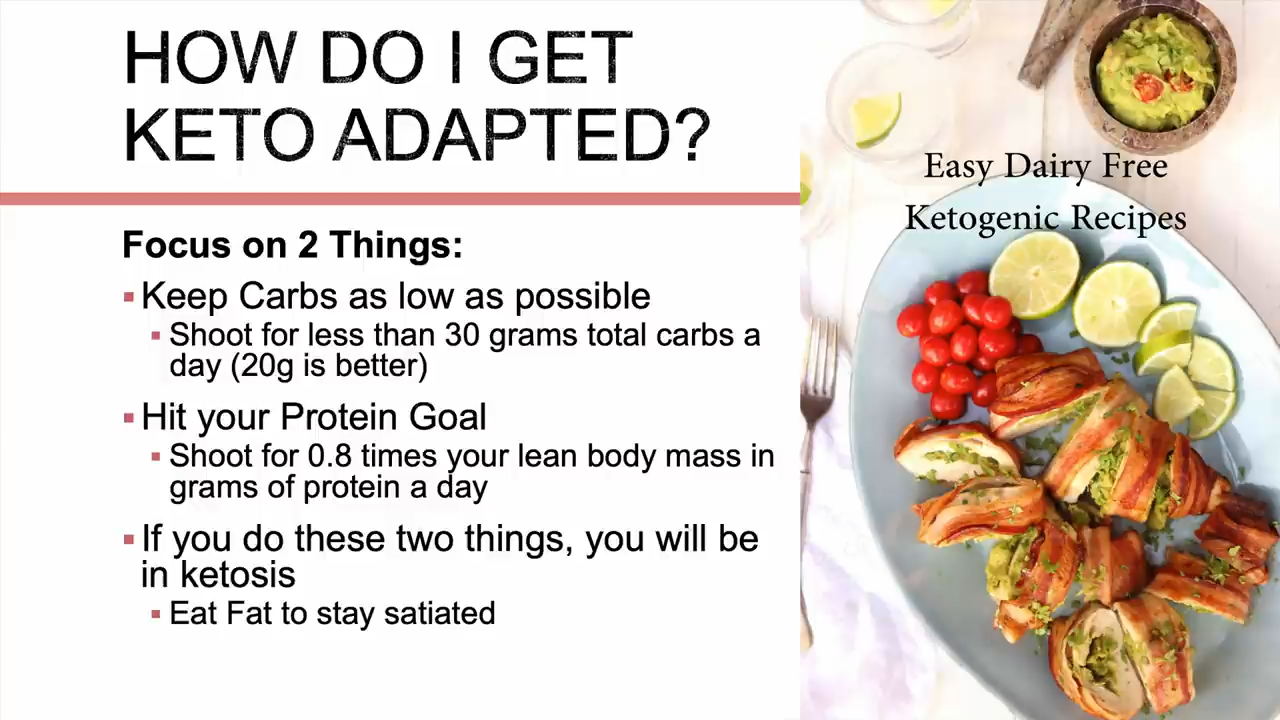 HOW DO I GET
KETO ADAPTED?
Focus on 2 Things:
Keep Carbs as low as possible
Shoot for less than 30 grams total carbs a
day (20g is better)
Hit your Protein Goal
Shoot for 0.8 times your lean body mass in
grams of protein a day
If you do these two things, you will be
in ketosis
Eat Fat to stay satiated
Easy Dairy Free
Ketogenic Recipes